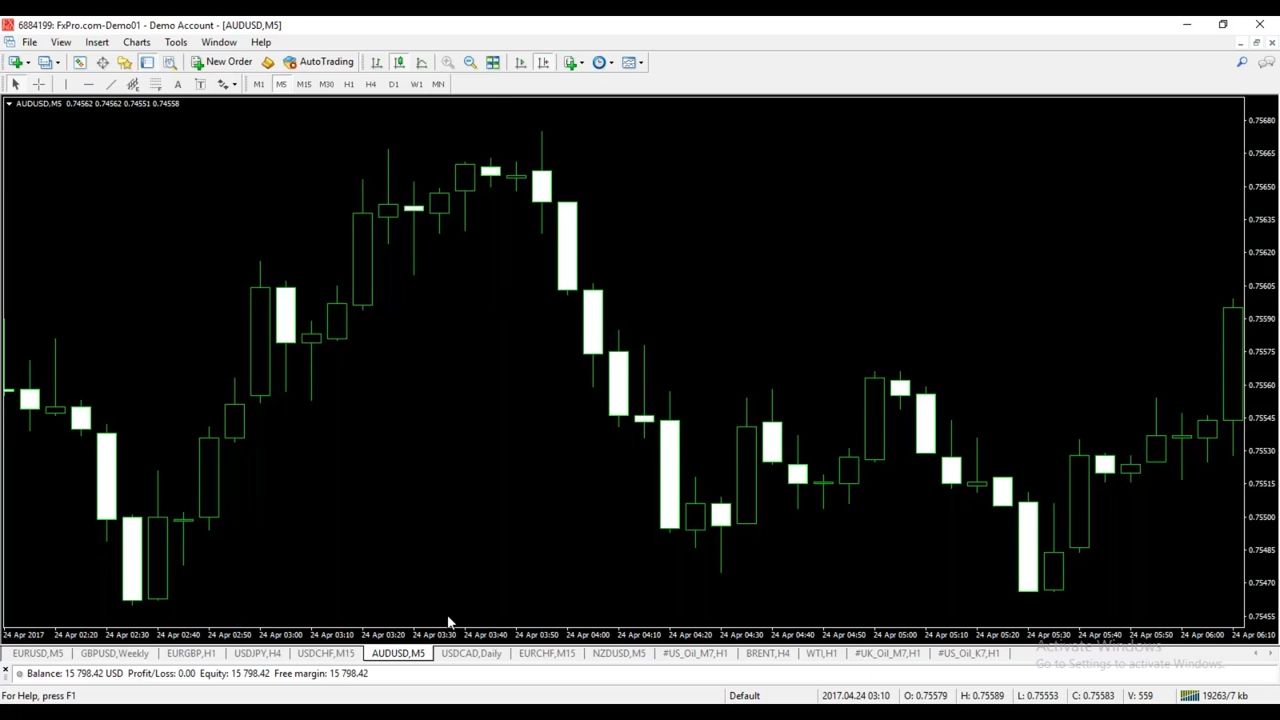 6884199: FxPro.com-Demo01 - Demo Account - [AUDUSD,M5]
File View Insert Charts Tools Window Help
New Order AutoTrading
A T M1 M5 M15 M30 H1 H4 D1 W1 MN
AUDUSD,M5 0.74562 0.74562 0.74551 0.74558
0.75680
0.75665
0.75650
0.75635
0.75620
0.75605
0.75590
0.75575
0.75560
0.75545
0.75530
0.75515
0.75500
0.75485
0.75470
0.75455
24 Apr 2017 24 Apr 02:20 24 Apr 02:30 24 Apr 02:40 24 Apr 02:50 24 Apr 03:00 24 Apr 03:10 24 Apr 03:20 24 Apr 03:30 24 Apr 03:40 24 Apr 03:50 24 Apr 04:00 24 Apr 04:10 24 Apr 04:20 24 Apr 04:30 24 Apr 04:40 24 Apr 04:50 24 Apr 05:00 24 Apr 05:10 24 Apr 05:20 24 Apr 05:30 24 Apr 05:40 24 Apr 05:50 24 Apr 06:00 24 Apr 06:10
Activate Windows
EURUSD,M5 GBPUSD,Weekly EURGBP,H1 USDJPY,H4 USDCHF,M15 AUDUSD,M5 USDCAD,Daily EURCHF,M15 NZDUSD,M5 #US_Oil_M7,H1 BRENT,H4 WTI,H1 #UK_Oil_M7,H1 #US_Oil_K7,H1
Go to Settings to activate Windows.
Balance: 15 798.42 USD Profit/Loss: 0.00 Equity: 15 798.42 Free margin: 15 798.42
For Help, press F1 Default 2017.04.24 03:10 O: 0.75579 H: 0.75589 L: 0.75553 C: 0.75583 V: 559 19263/7 kb